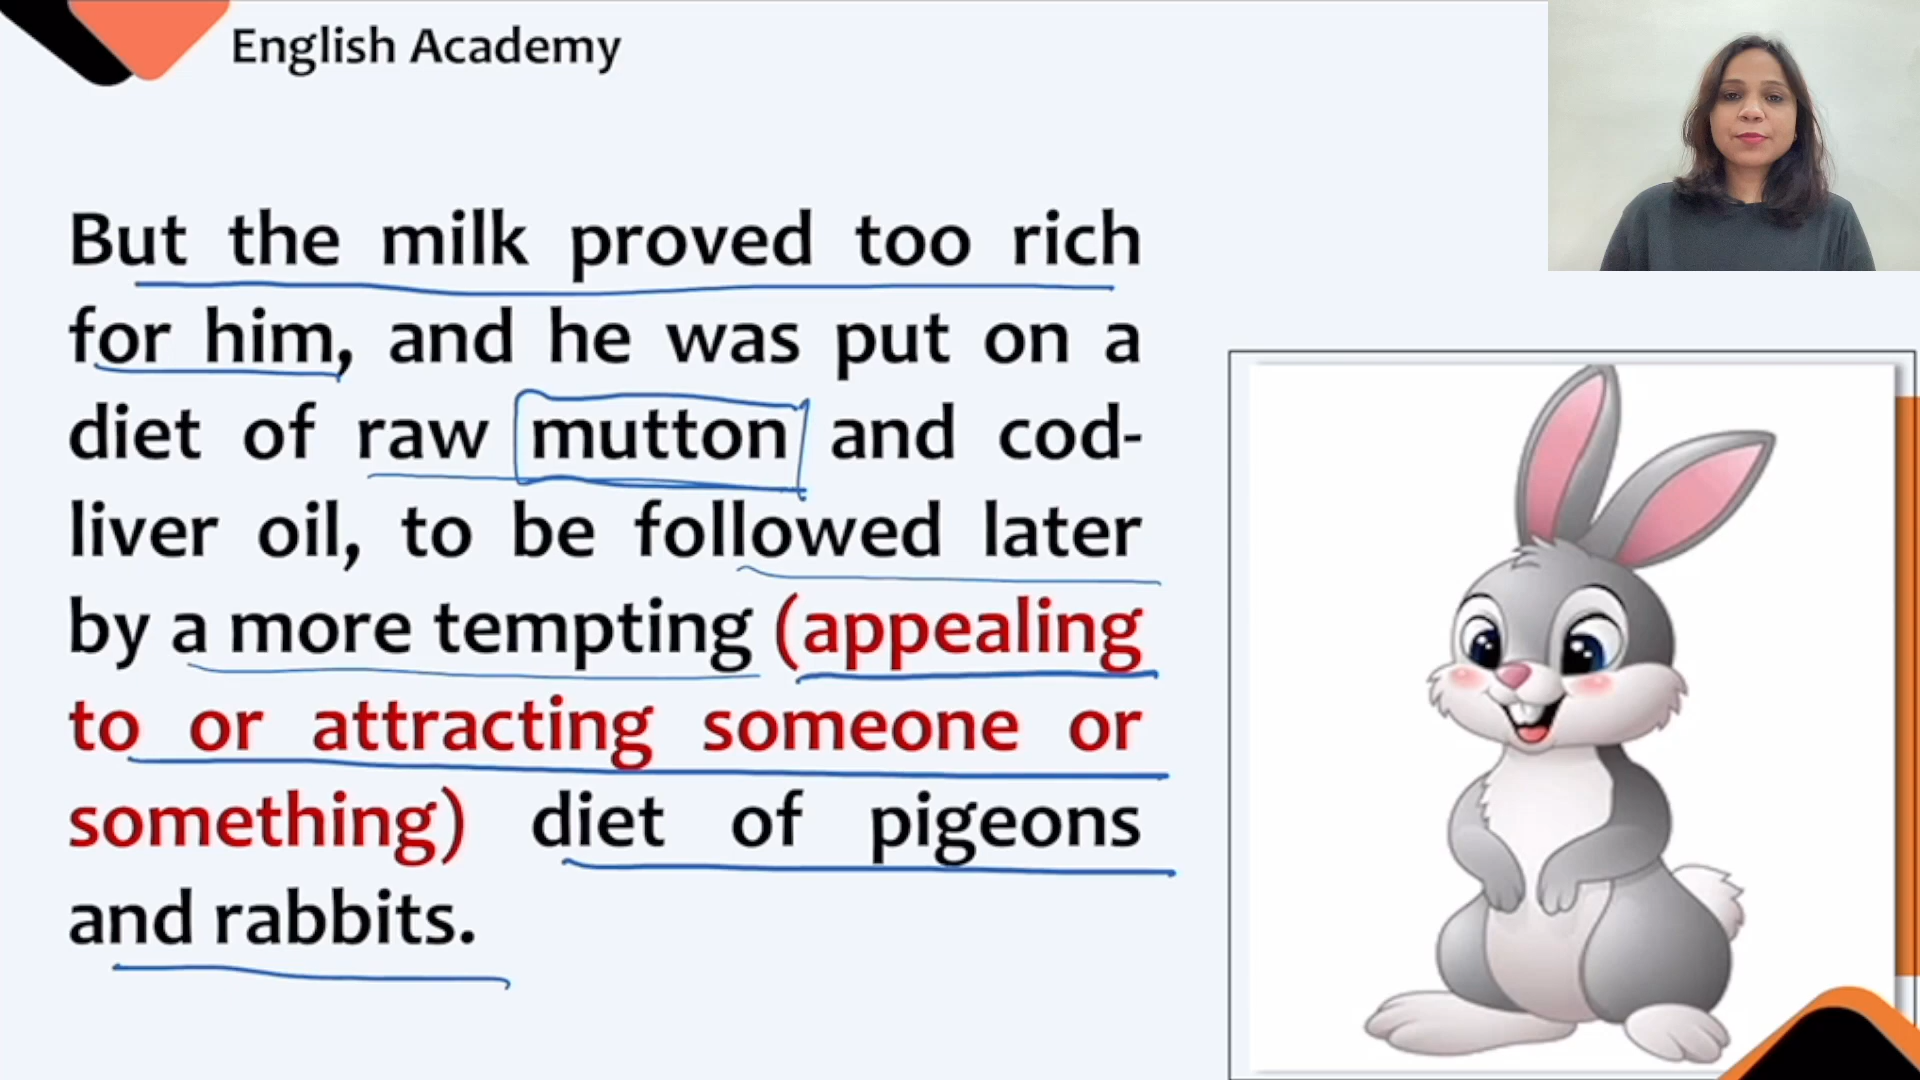 English Academy
But the milk proved too rich
for him, and he was put on a
diet of raw mutton and cod-
liver oil, to be followed later
by a more tempting (appealing
to or attracting someone or
something) diet of pigeons
and rabbits.